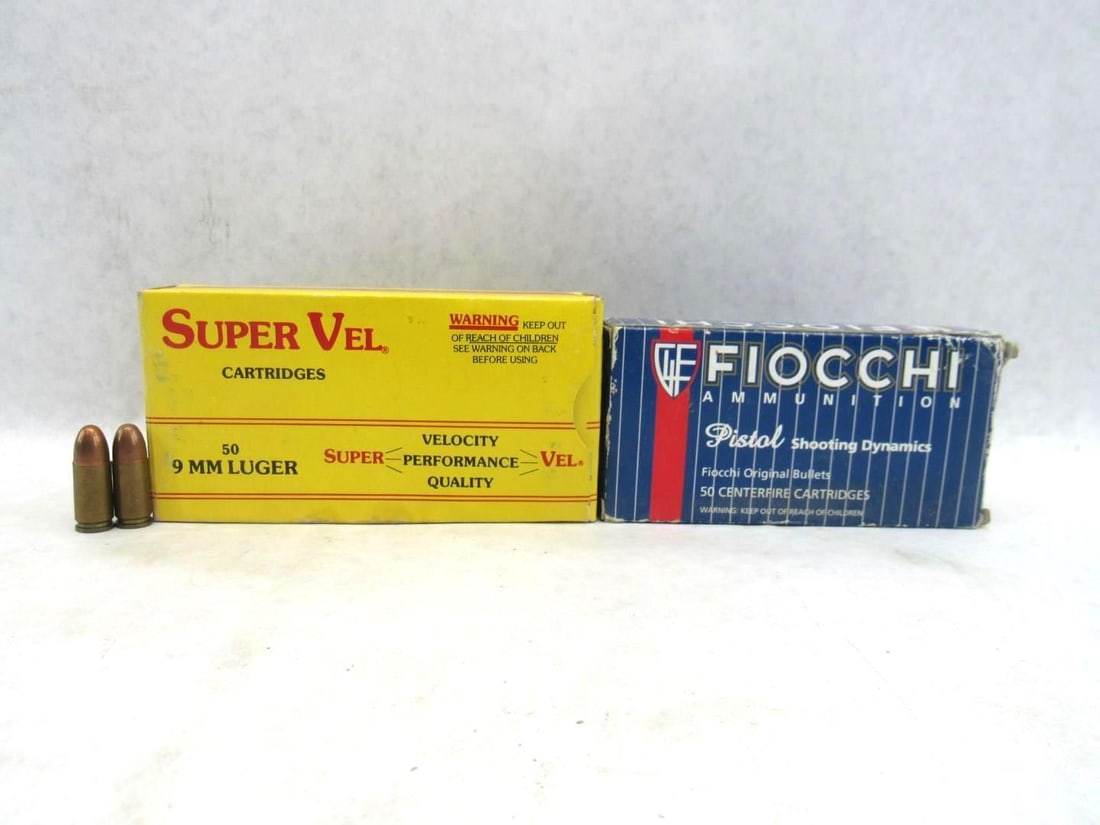 SUPER VEL®
CARTRIDGES
WARNING KEEP OUT
OF REACH OF CHILDREN
SEE WARNING ON BACK
BEFORE USING
50
9 MM LUGER
VELOCITY
SUPER PERFORMANCE VEL®
QUALITY
FIOCCHI
AMMUNITION
Pistol Shooting Dynamics
Fiocchi Original Bullets
50 CENTERFIRE CARTRIDGES
WARNING: KEEP OUT OF REACH OF CHILDREN